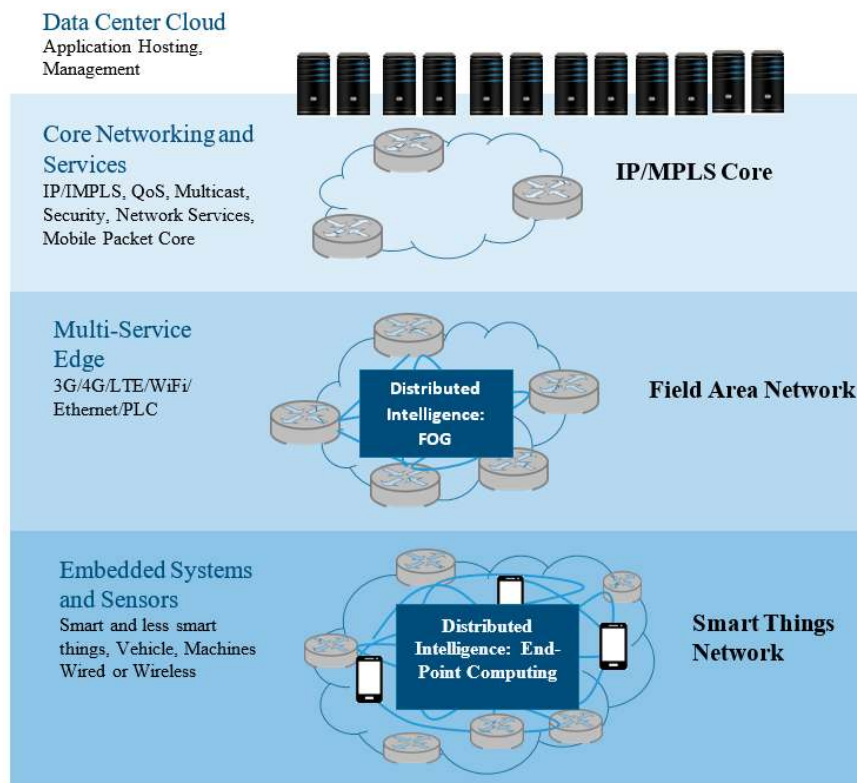 Data Center Cloud
Application Hosting,
Management
Core Networking and
Services
IP/IMPLS, QoS, Multicast,
Security, Network Services,
Mobile Packet Core
IP/MPLS Core
Multi-Service
Edge
3G/4G/LTE/WiFi/
Ethernet/PLC
Distributed
Intelligence:
FOG
Field Area Network
Embedded Systems
and Sensors
Smart and less smart
things, Vehicle, Machines
Wired or Wireless
Distributed
Intelligence: End-
Point Computing
Smart Things
Network